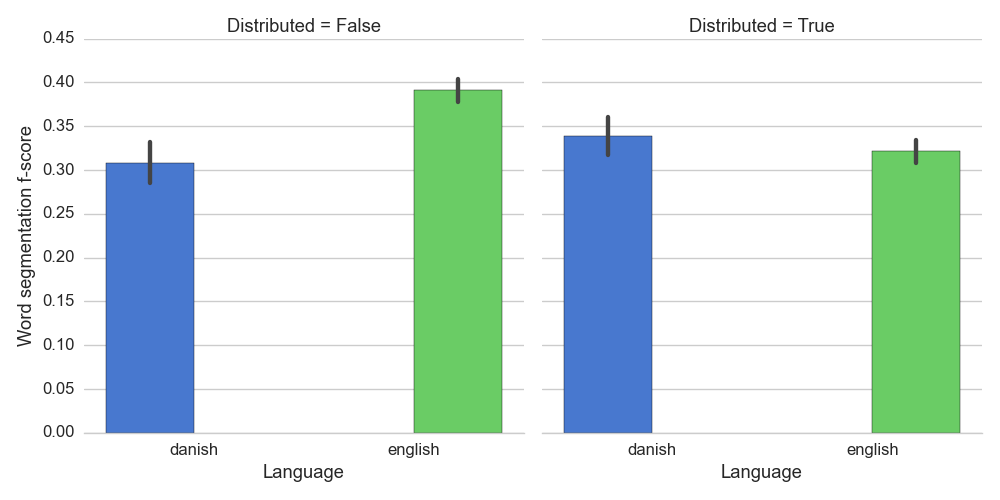 Distributed = False
Distributed = True
Word segmentation f-score
0.45
0.40
0.35
0.30
0.25
0.20
0.15
0.10
0.05
0.00
danish
english
danish
english
Language
Language